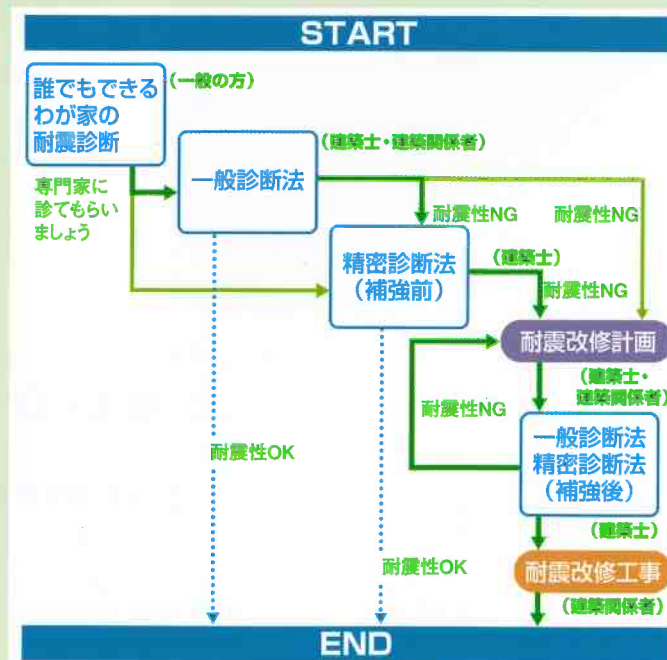 START
誰でもできる
わが家の
耐震診断
(一般の方)
専門家に
診てもらい
ましょう
一般診断法
(建築士・建築関係者)
耐震性NG
耐震性NG
精密診断法
(補強前)
(建築士)
耐震性NG
耐震改修計画
(建築士・
建築関係者)
耐震性NG
一般診断法
精密診断法
(補強後)
耐震性OK
(建築士)
耐震性OK
耐震改修工事
(建築関係者)
END